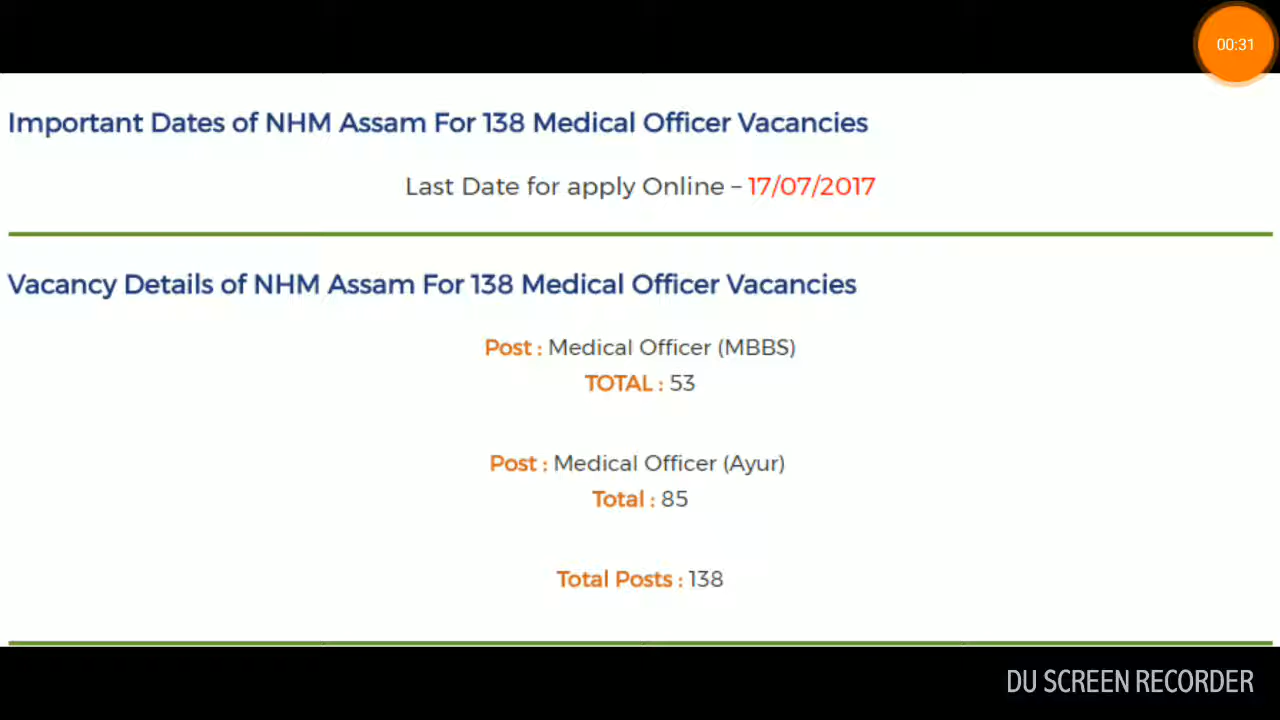 00:31
Important Dates of NHM Assam For 138 Medical Officer Vacancies
Last Date for apply Online – 17/07/2017
Vacancy Details of NHM Assam For 138 Medical Officer Vacancies
Post : Medical Officer (MBBS)
TOTAL : 53
Post : Medical Officer (Ayur)
Total : 85
Total Posts : 138
DU SCREEN RECORDER